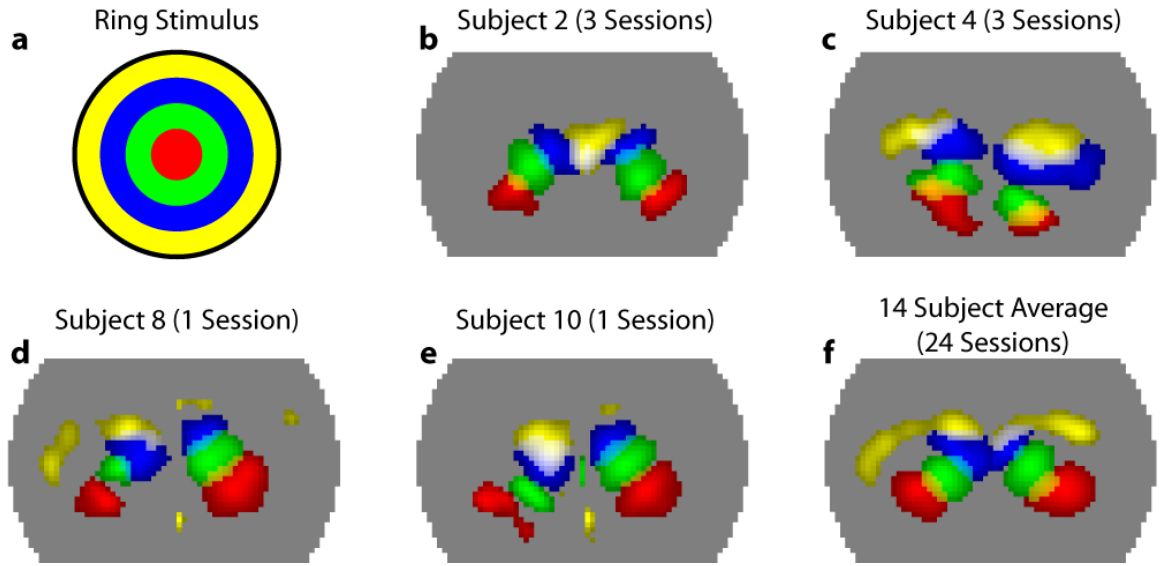 a
Ring Stimulus
b
Subject 2 (3 Sessions)
c
Subject 4 (3 Sessions)
d
Subject 8 (1 Session)
e
Subject 10 (1 Session)
f
14 Subject Average
(24 Sessions)